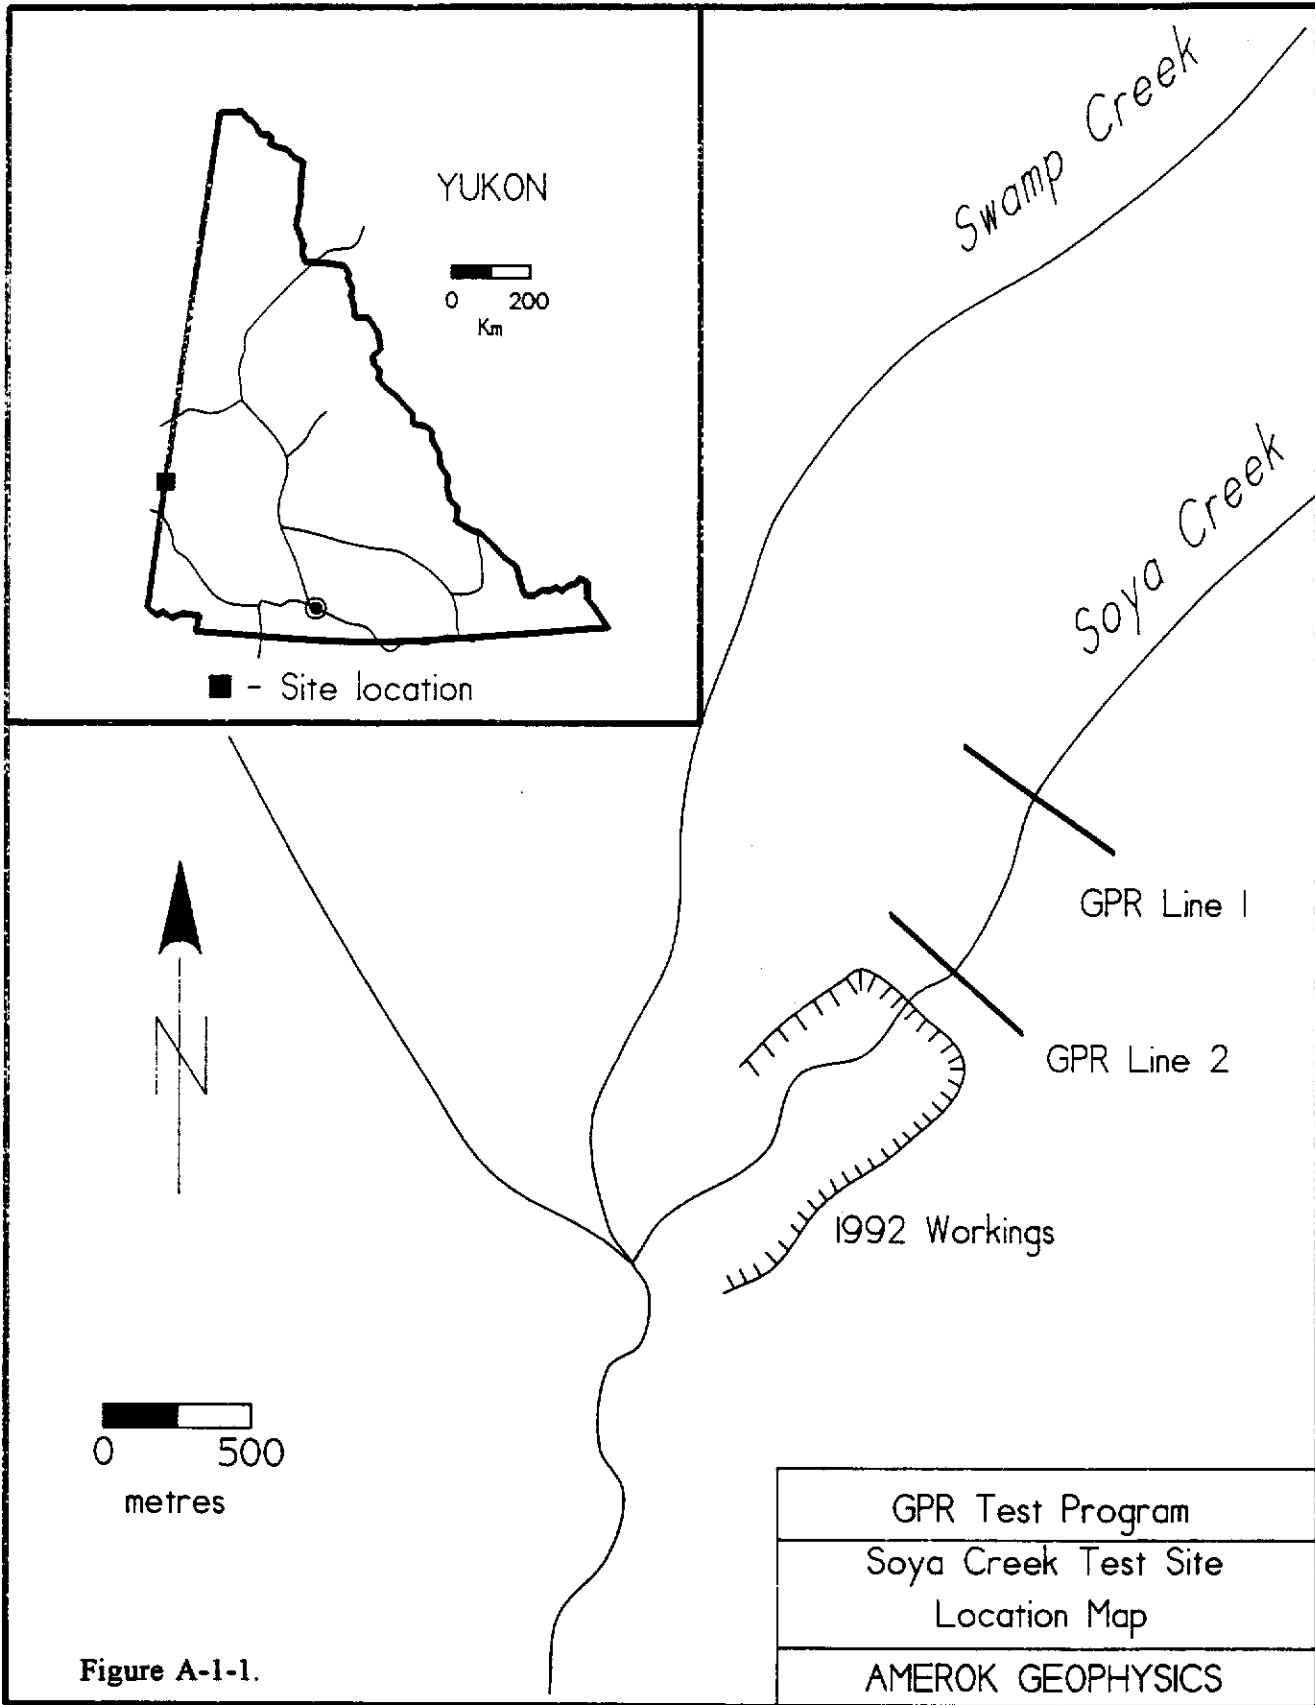 YUKON
0 200
Km
■ - Site location
Swamp Creek
Soya Creek
GPR Line 1
GPR Line 2
1992 Workings
N
0 500
metres
GPR Test Program
Soya Creek Test Site
Location Map
AMEROK GEOPHYSICS
Figure A-1-1.